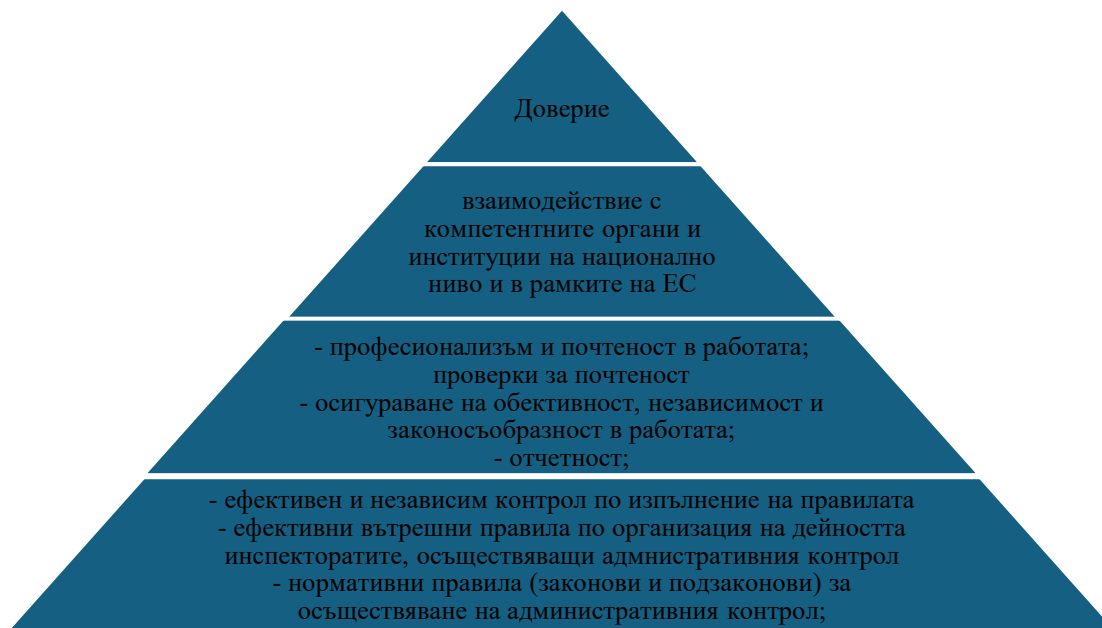 Доверие
взаимодействие с
компетентните органи и
институции на национално
ниво и в рамките на ЕС
- професионализъм и почтеност в работата;
проверки за почтеност
- осигураване на обективност, независимост и
законосъобразност в работата;
- отчетност;
- ефективен и независим контрол по изпълнение на правилата
- ефективни вътрешни правила по организация на дейността
инспекторатите, осъществяващи адмнистративния контрол
- нормативни правила (законови и подзаконови) за
осъществяване на административния контрол;